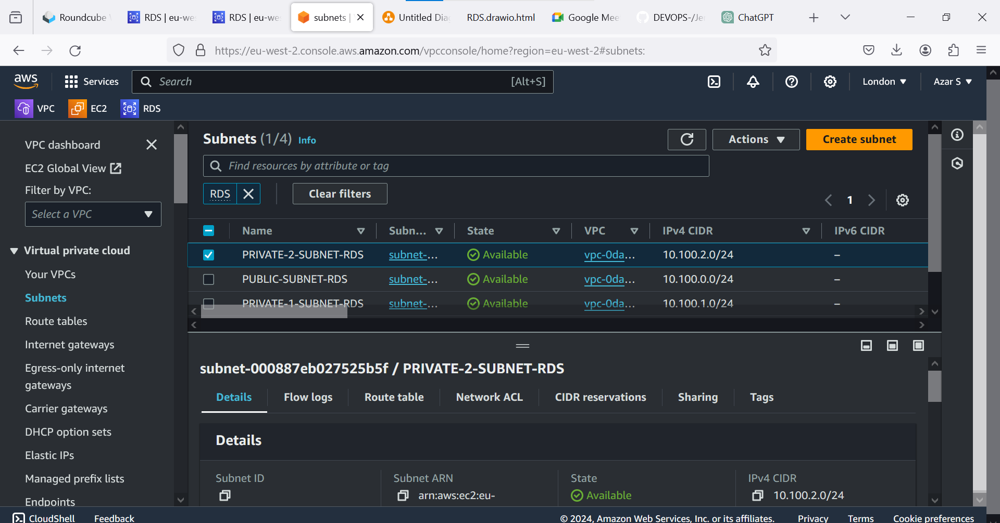 Roundcube
RDS | eu-we
RDS | eu-we
subnets |
Untitled Dia
RDS.drawio.html
Google Mee
DEVOPS-/Je
ChatGPT
https://eu-west-2.console.aws.amazon.com/vpcconsole/home?region=eu-west-2#subnets:
aws
Services
Search
[Alt+S]
London
Azar S
VPC
EC2
RDS
VPC dashboard
EC2 Global View
Filter by VPC:
Select a VPC
Virtual private cloud
Your VPCs
Subnets
Route tables
Internet gateways
Egress-only internet
gateways
Carrier gateways
DHCP option sets
Elastic IPs
Managed prefix lists
Endpoints
Subnets (1/4) Info
Actions
Create subnet
Find resources by attribute or tag
RDS
Clear filters
1
Name Subn... State VPC IPv4 CIDR IPv6 CIDR
PRIVATE-2-SUBNET-RDS subnet-... Available vpc-0da... 10.100.2.0/24 –
PUBLIC-SUBNET-RDS subnet-... Available vpc-0da... 10.100.0.0/24 –
PRIVATE-1-SUBNET-RDS subnet-... Available vpc-0da... 10.100.1.0/24 –
subnet-000887eb027525b5f / PRIVATE-2-SUBNET-RDS
Details Flow logs Route table Network ACL CIDR reservations Sharing Tags
Details
Subnet ID Subnet ARN State IPv4 CIDR
arn:aws:ec2:eu- Available 10.100.2.0/24
CloudShell Feedback © 2024, Amazon Web Services, Inc. or its affiliates. Privacy Terms Cookie preferences